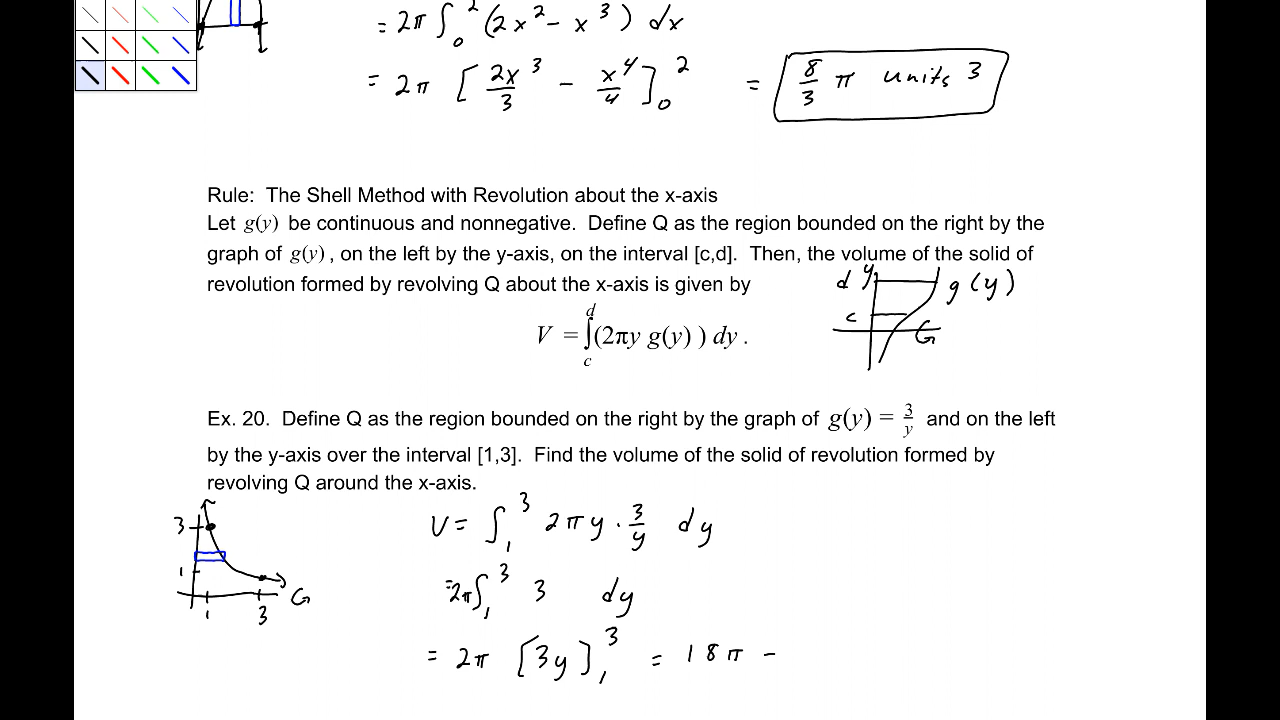 = 2π ∫₀² (2x² - x³) dx
= 2π [2x³/3 - x⁴/4]₀² = 8/3 π units 3
Rule: The Shell Method with Revolution about the x-axis
Let g(y) be continuous and nonnegative. Define Q as the region bounded on the right by the
graph of g(y), on the left by the y-axis, on the interval [c,d]. Then, the volume of the solid of
revolution formed by revolving Q about the x-axis is given by
d y g(y)
c
V = ∫_c^d (2πy g(y)) dy.
Ex. 20. Define Q as the region bounded on the right by the graph of g(y) = 3/y and on the left
by the y-axis over the interval [1,3]. Find the volume of the solid of revolution formed by
revolving Q around the x-axis.
3
1
1 3
V = ∫₁³ 2πy · 3/y dy
= 2π ∫₁³ 3 dy
= 2π [3y]₁³ = 18π -